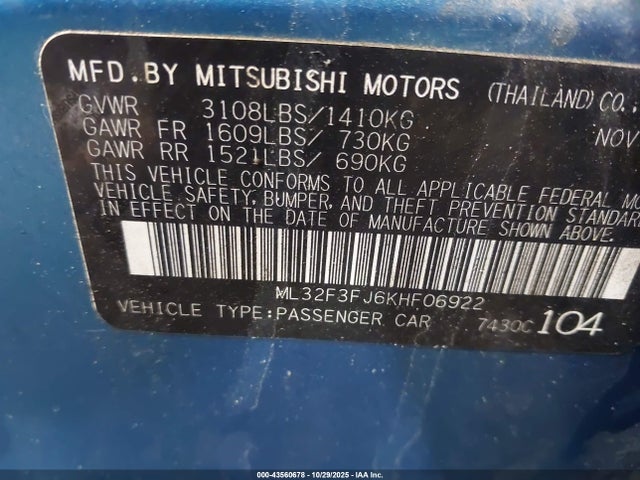 MFD.BY MITSUBISHI MOTORS (THAILAND) CO.
GVWR 3108LBS/1410KG
GAWR FR 1609LBS/ 730KG NOV
GAWR RR 1521LBS/ 690KG
THIS VEHICLE CONFORMS TO ALL APPLICABLE FEDERAL MO
VEHICLE SAFETY, BUMPER, AND THEFT PREVENTION STANDAR
IN EFFECT ON THE DATE OF MANUFACTURE SHOWN ABOVE.
ML32F3FJ6KHF06922
VEHICLE TYPE:PASSENGER CAR 7430C 104
000-43560678 | 10/29/2025 | IAA Inc.